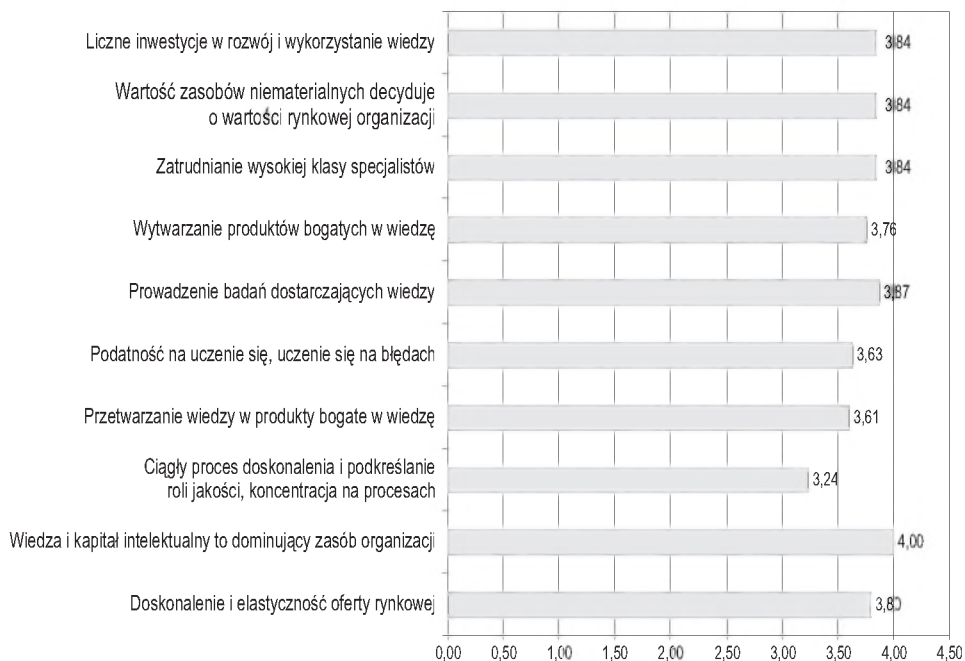 Liczne inwestycje w rozwój i wykorzystanie wiedzy
3,84
Wartość zasobów niematerialnych decyduje
o wartości rynkowej organizacji
3,84
Zatrudnianie wysokiej klasy specjalistów
3,84
Wytwarzanie produktów bogatych w wiedzę
3,76
Prowadzenie badań dostarczających wiedzy
3,87
Podatność na uczenie się, uczenie się na błędach
3,63
Przetwarzanie wiedzy w produkty bogate w wiedzę
3,61
Ciągły proces doskonalenia i podkreślanie
roli jakości, koncentracja na procesach
3,24
Wiedza i kapitał intelektualny to dominujący zasób organizacji
4,00
Doskonalenie i elastyczność oferty rynkowej
3,80
0,00 0,50 1,00 1,50 2,00 2,50 3,00 3,50 4,00 4,50